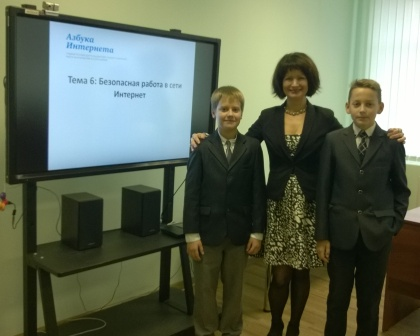 Азбука
Интернета
Тема 6: Безопасная работа в сети
Интернет